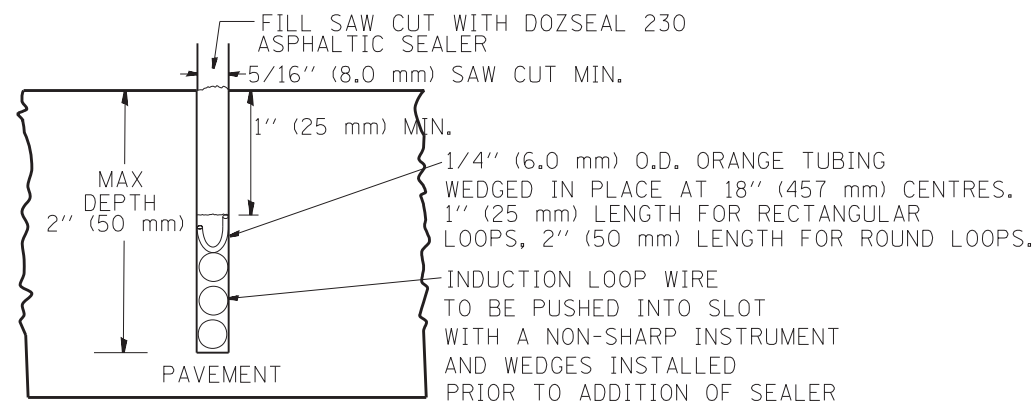 FILL SAW CUT WITH DOZSEAL 230
ASPHALTIC SEALER
5/16'' (8.0 mm) SAW CUT MIN.
1'' (25 mm) MIN.
MAX
DEPTH
2'' (50 mm)
1/4'' (6.0 mm) O.D. ORANGE TUBING
WEDGED IN PLACE AT 18'' (457 mm) CENTRES.
1'' (25 mm) LENGTH FOR RECTANGULAR
LOOPS, 2'' (50 mm) LENGTH FOR ROUND LOOPS.
INDUCTION LOOP WIRE
TO BE PUSHED INTO SLOT
WITH A NON-SHARP INSTRUMENT
AND WEDGES INSTALLED
PRIOR TO ADDITION OF SEALER
PAVEMENT